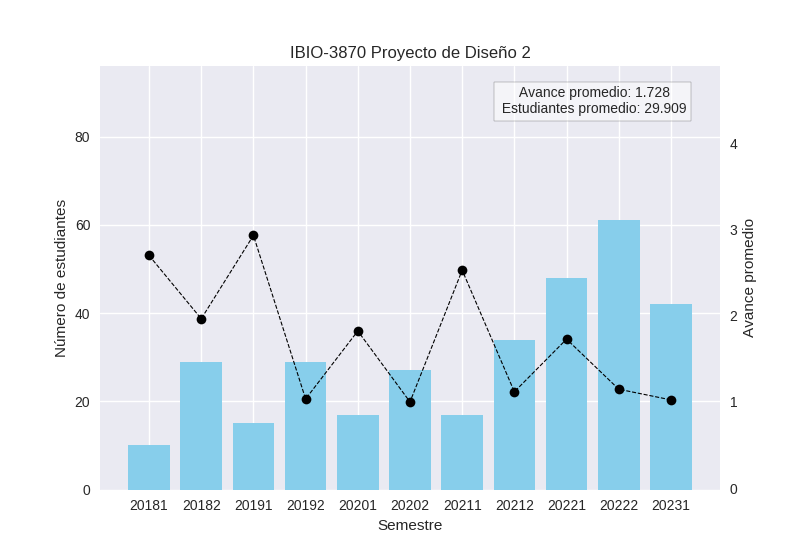 IBIO-3870 Proyecto de Diseño 2
Avance promedio: 1.728
Estudiantes promedio: 29.909
Número de estudiantes
80
60
40
20
0
Avance promedio
4
3
2
1
0
20181 20182 20191 20192 20201 20202 20211 20212 20221 20222 20231
Semestre